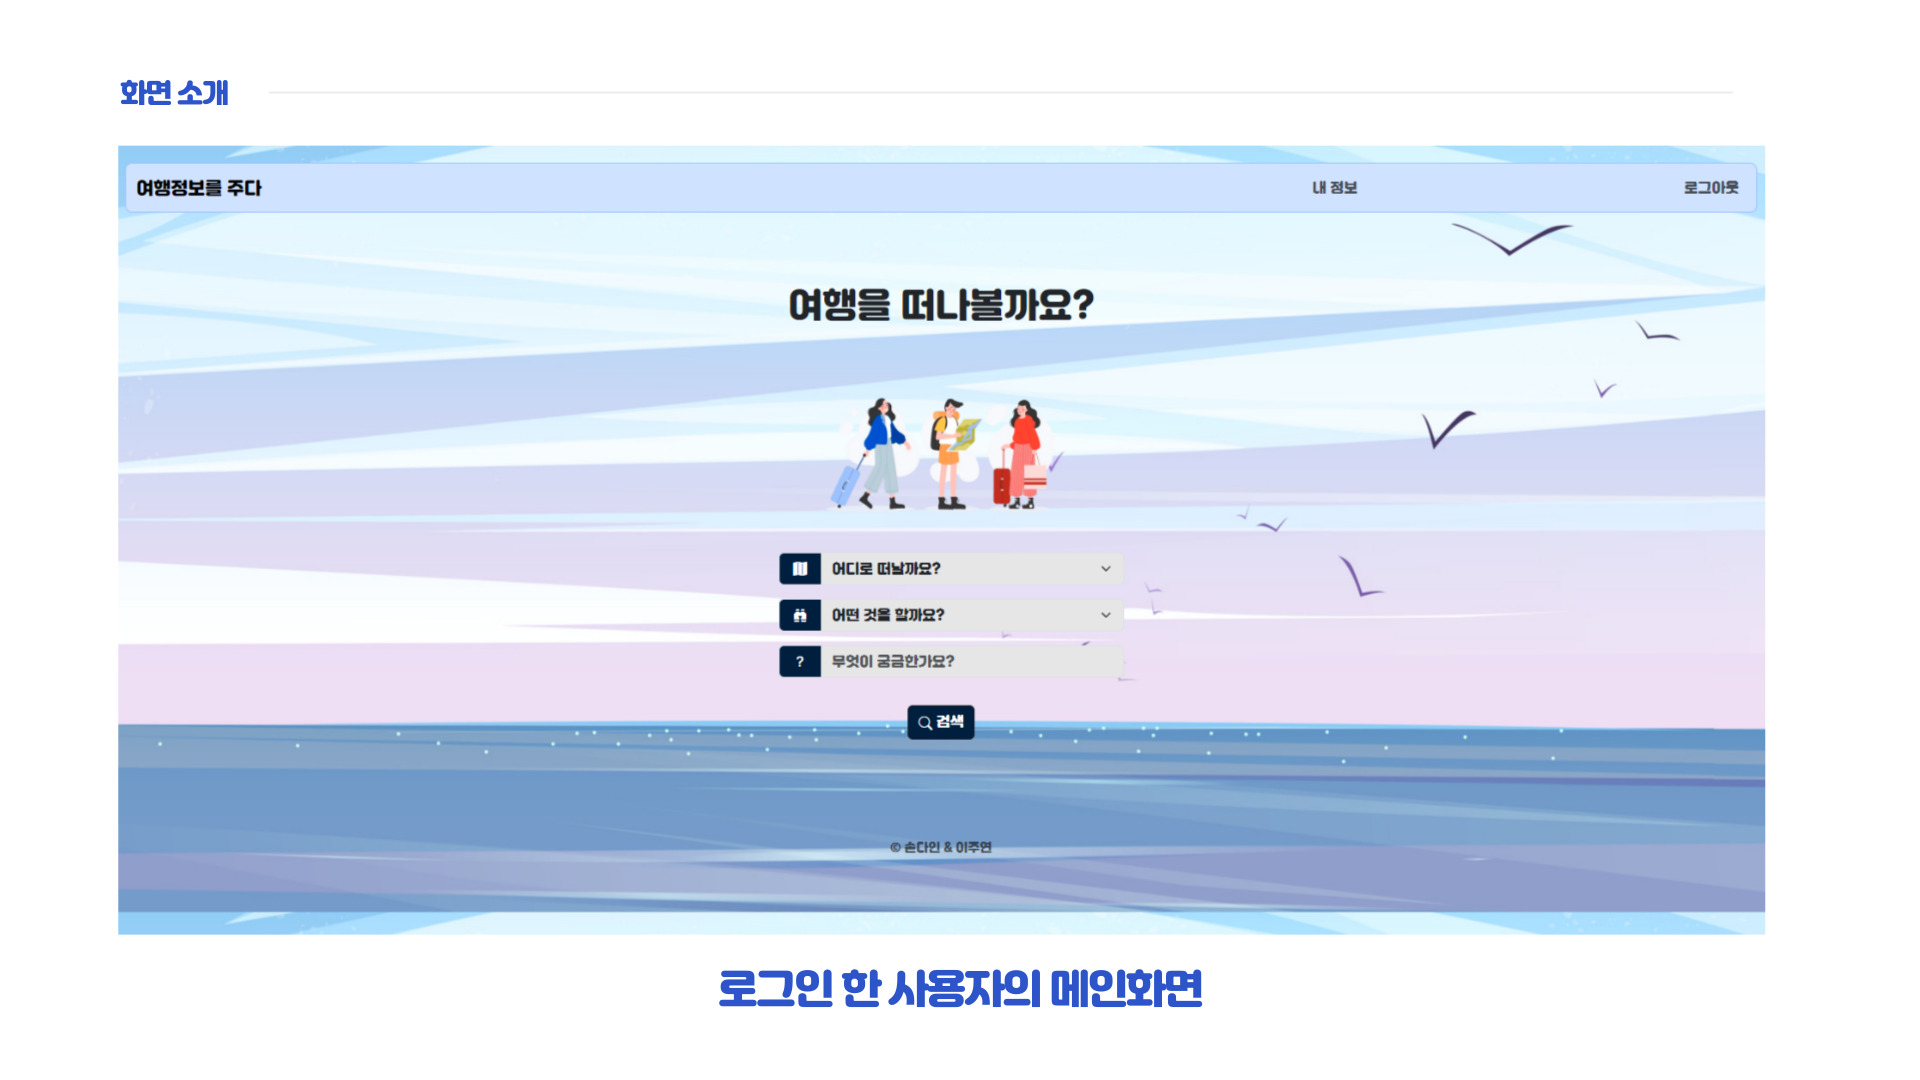 화면 소개
여행정보를 주다 내 정보 로그아웃
여행을 떠나볼까요?
어디로 떠날까요?
어떤 것을 할까요?
? 무엇이 궁금한가요?
검색
© 손다인 & 이주연
로그인 한 사용자의 메인화면